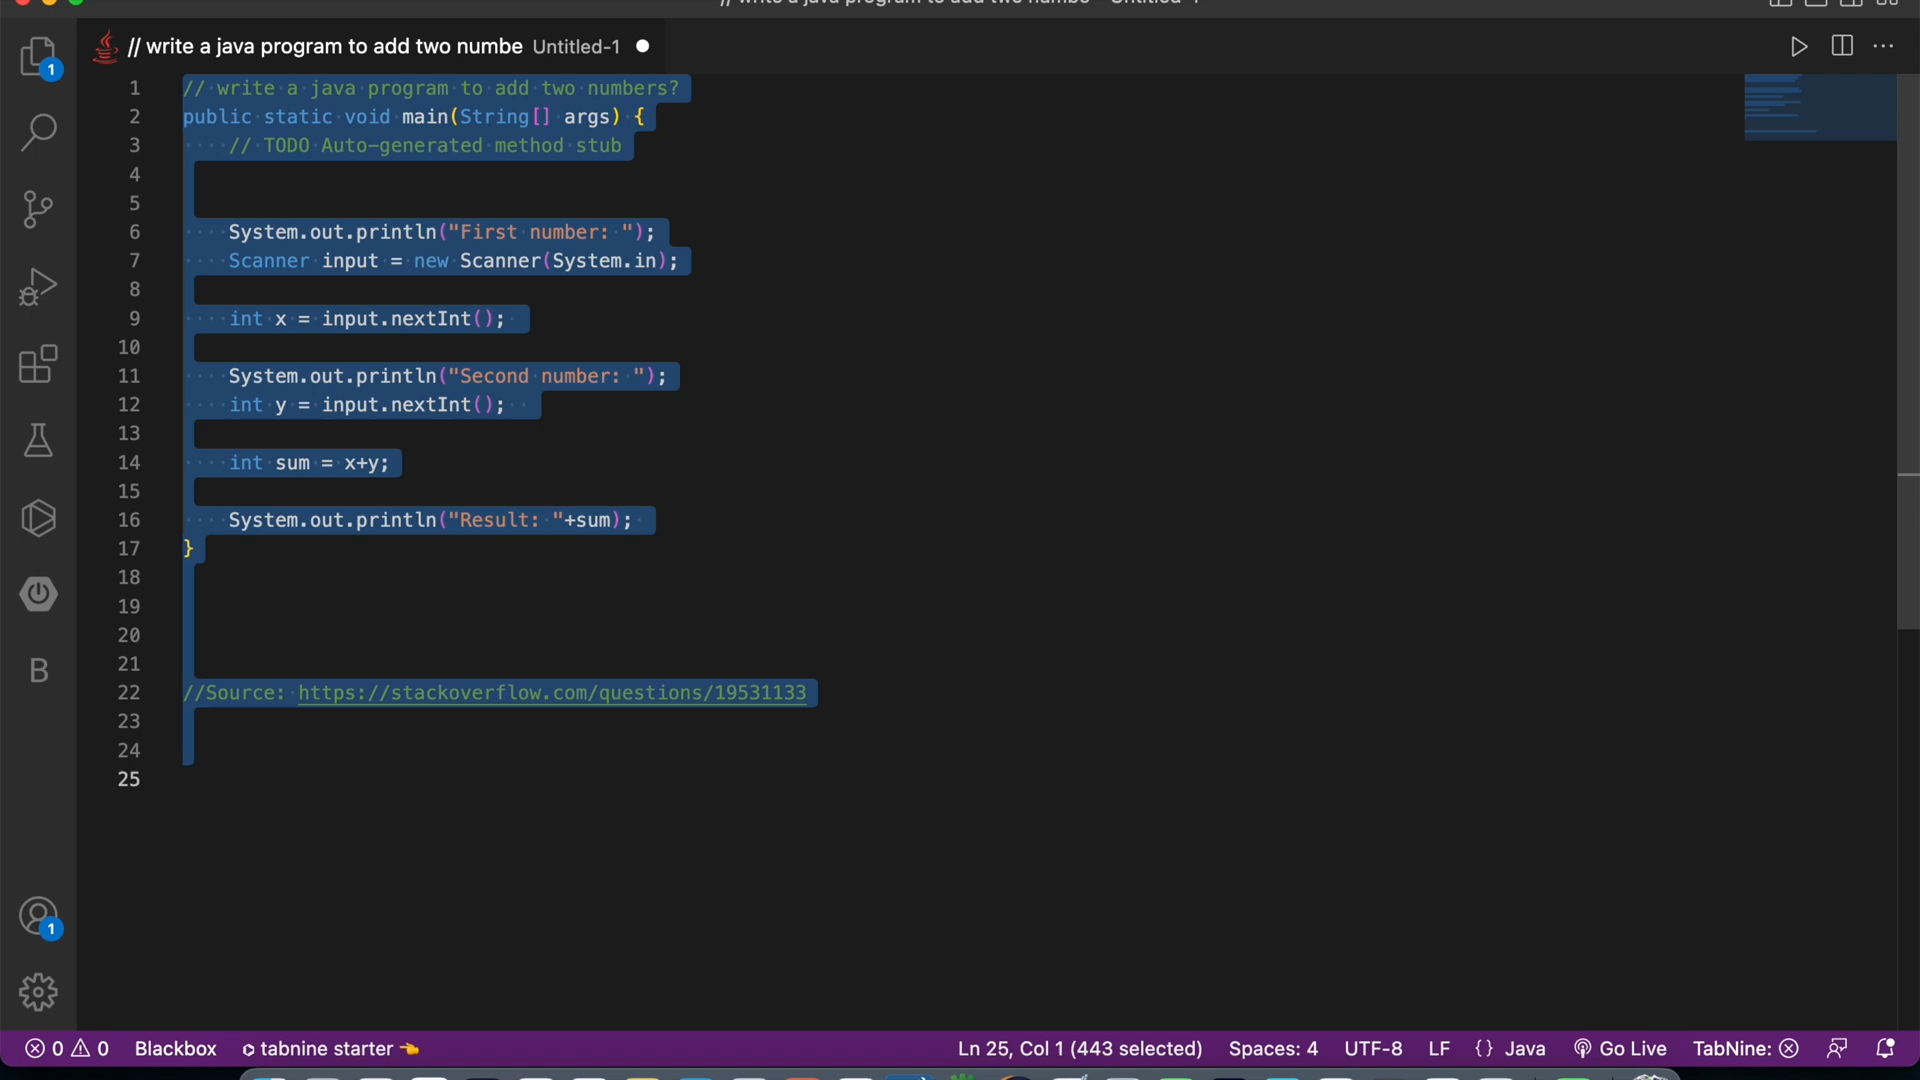 // write a java program to add two numbe Untitled-1
1
1 // write a java program to add two numbers?
2 public static void main(String[] args) {
3 // TODO Auto-generated method stub
4
5
6 System.out.println("First number: ");
7 Scanner input = new Scanner(System.in);
8
9 int x = input.nextInt();
10
11 System.out.println("Second number: ");
12 int y = input.nextInt();
13
14 int sum = x+y;
15
16 System.out.println("Result: "+sum);
17 }
18
19
20
21
22 //Source: https://stackoverflow.com/questions/19531133
23
24
25
B
1
0 0 Blackbox tabnine starter Ln 25, Col 1 (443 selected) Spaces: 4 UTF-8 LF {} Java Go Live TabNine: